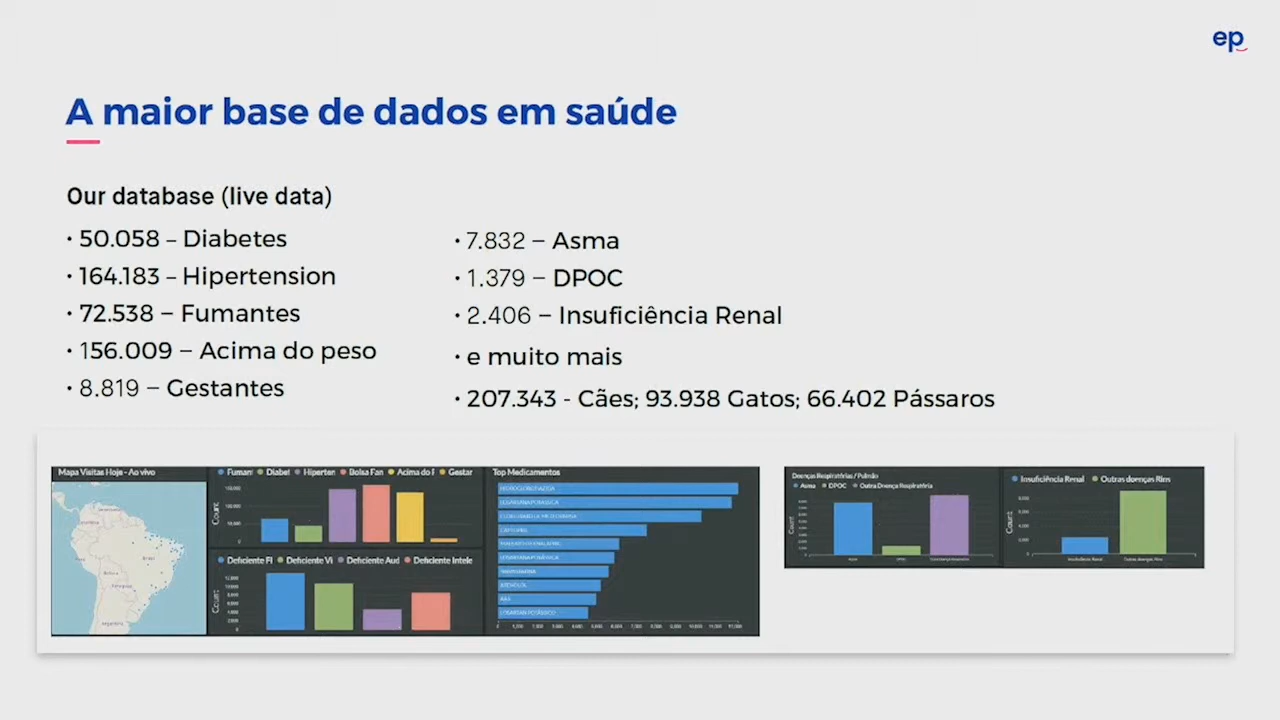 ep
A maior base de dados em saúde
Our database (live data)
• 50.058 – Diabetes
• 164.183 – Hipertension
• 72.538 – Fumantes
• 156.009 – Acima do peso
• 8.819 – Gestantes
• 7.832 – Asma
• 1.379 – DPOC
• 2.406 – Insuficiência Renal
• e muito mais
• 207.343 - Cães; 93.938 Gatos; 66.402 Pássaros
Mapa Visitas Hoje - Ao vivo
Fuman Diabet Hiperten Bolsa Fan Acima do P Gestar
Count
Deficiente Fí Deficiente Vi Deficiente Aud Deficiente Intele
Count
Top Medicamentos
Doenças Respiratórias / Pulmão
Asma DPOC Outra Doença Respiratória
Count
Insuficiência Renal Outras doenças Rins
Count